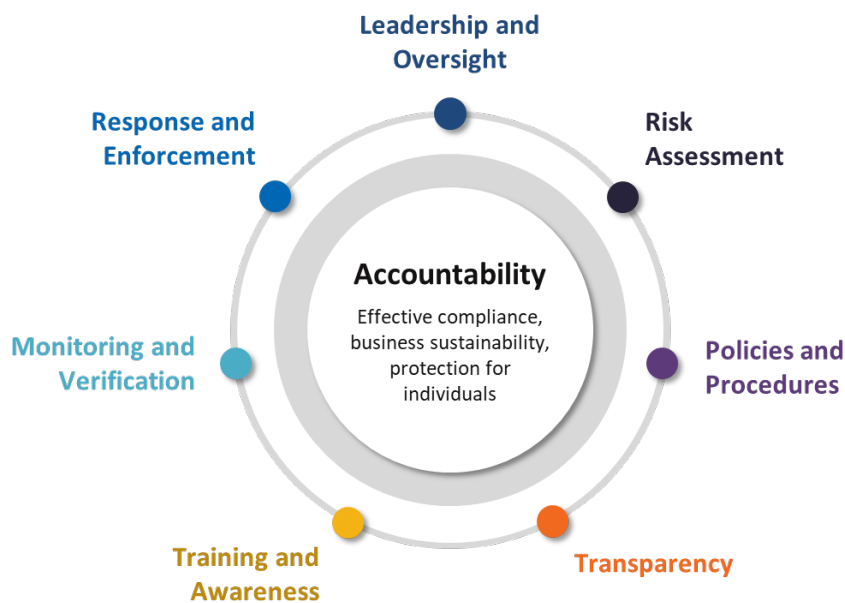 Leadership and
Oversight
Risk
Assessment
Policies and
Procedures
Transparency
Training and
Awareness
Monitoring and
Verification
Response and
Enforcement
Accountability
Effective compliance,
business sustainability,
protection for
individuals